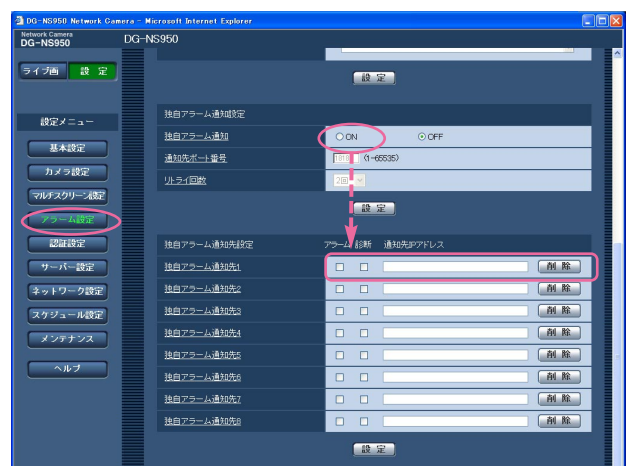 DG-NS950 Network Camera - Microsoft Internet Explorer
Network Camera
DG-NS950
DG-NS950
ライブ画 設 定
設 定
設定メニュー
独自アラーム通知設定
独自アラーム通知 ON OFF
基本設定
通知先ポート番号 1818 (1-65535)
カメラ設定
リトライ回数 2回
マルチスクリーン設定
設 定
アラーム設定
認証設定
独自アラーム通知先設定 アラーム 診断 通知先IPアドレス
サーバー設定
独自アラーム通知先1 削 除
ネットワーク設定
独自アラーム通知先2 削 除
スケジュール設定
独自アラーム通知先3 削 除
メンテナンス
独自アラーム通知先4 削 除
独自アラーム通知先5 削 除
ヘルプ
独自アラーム通知先6 削 除
独自アラーム通知先7 削 除
独自アラーム通知先8 削 除
設 定